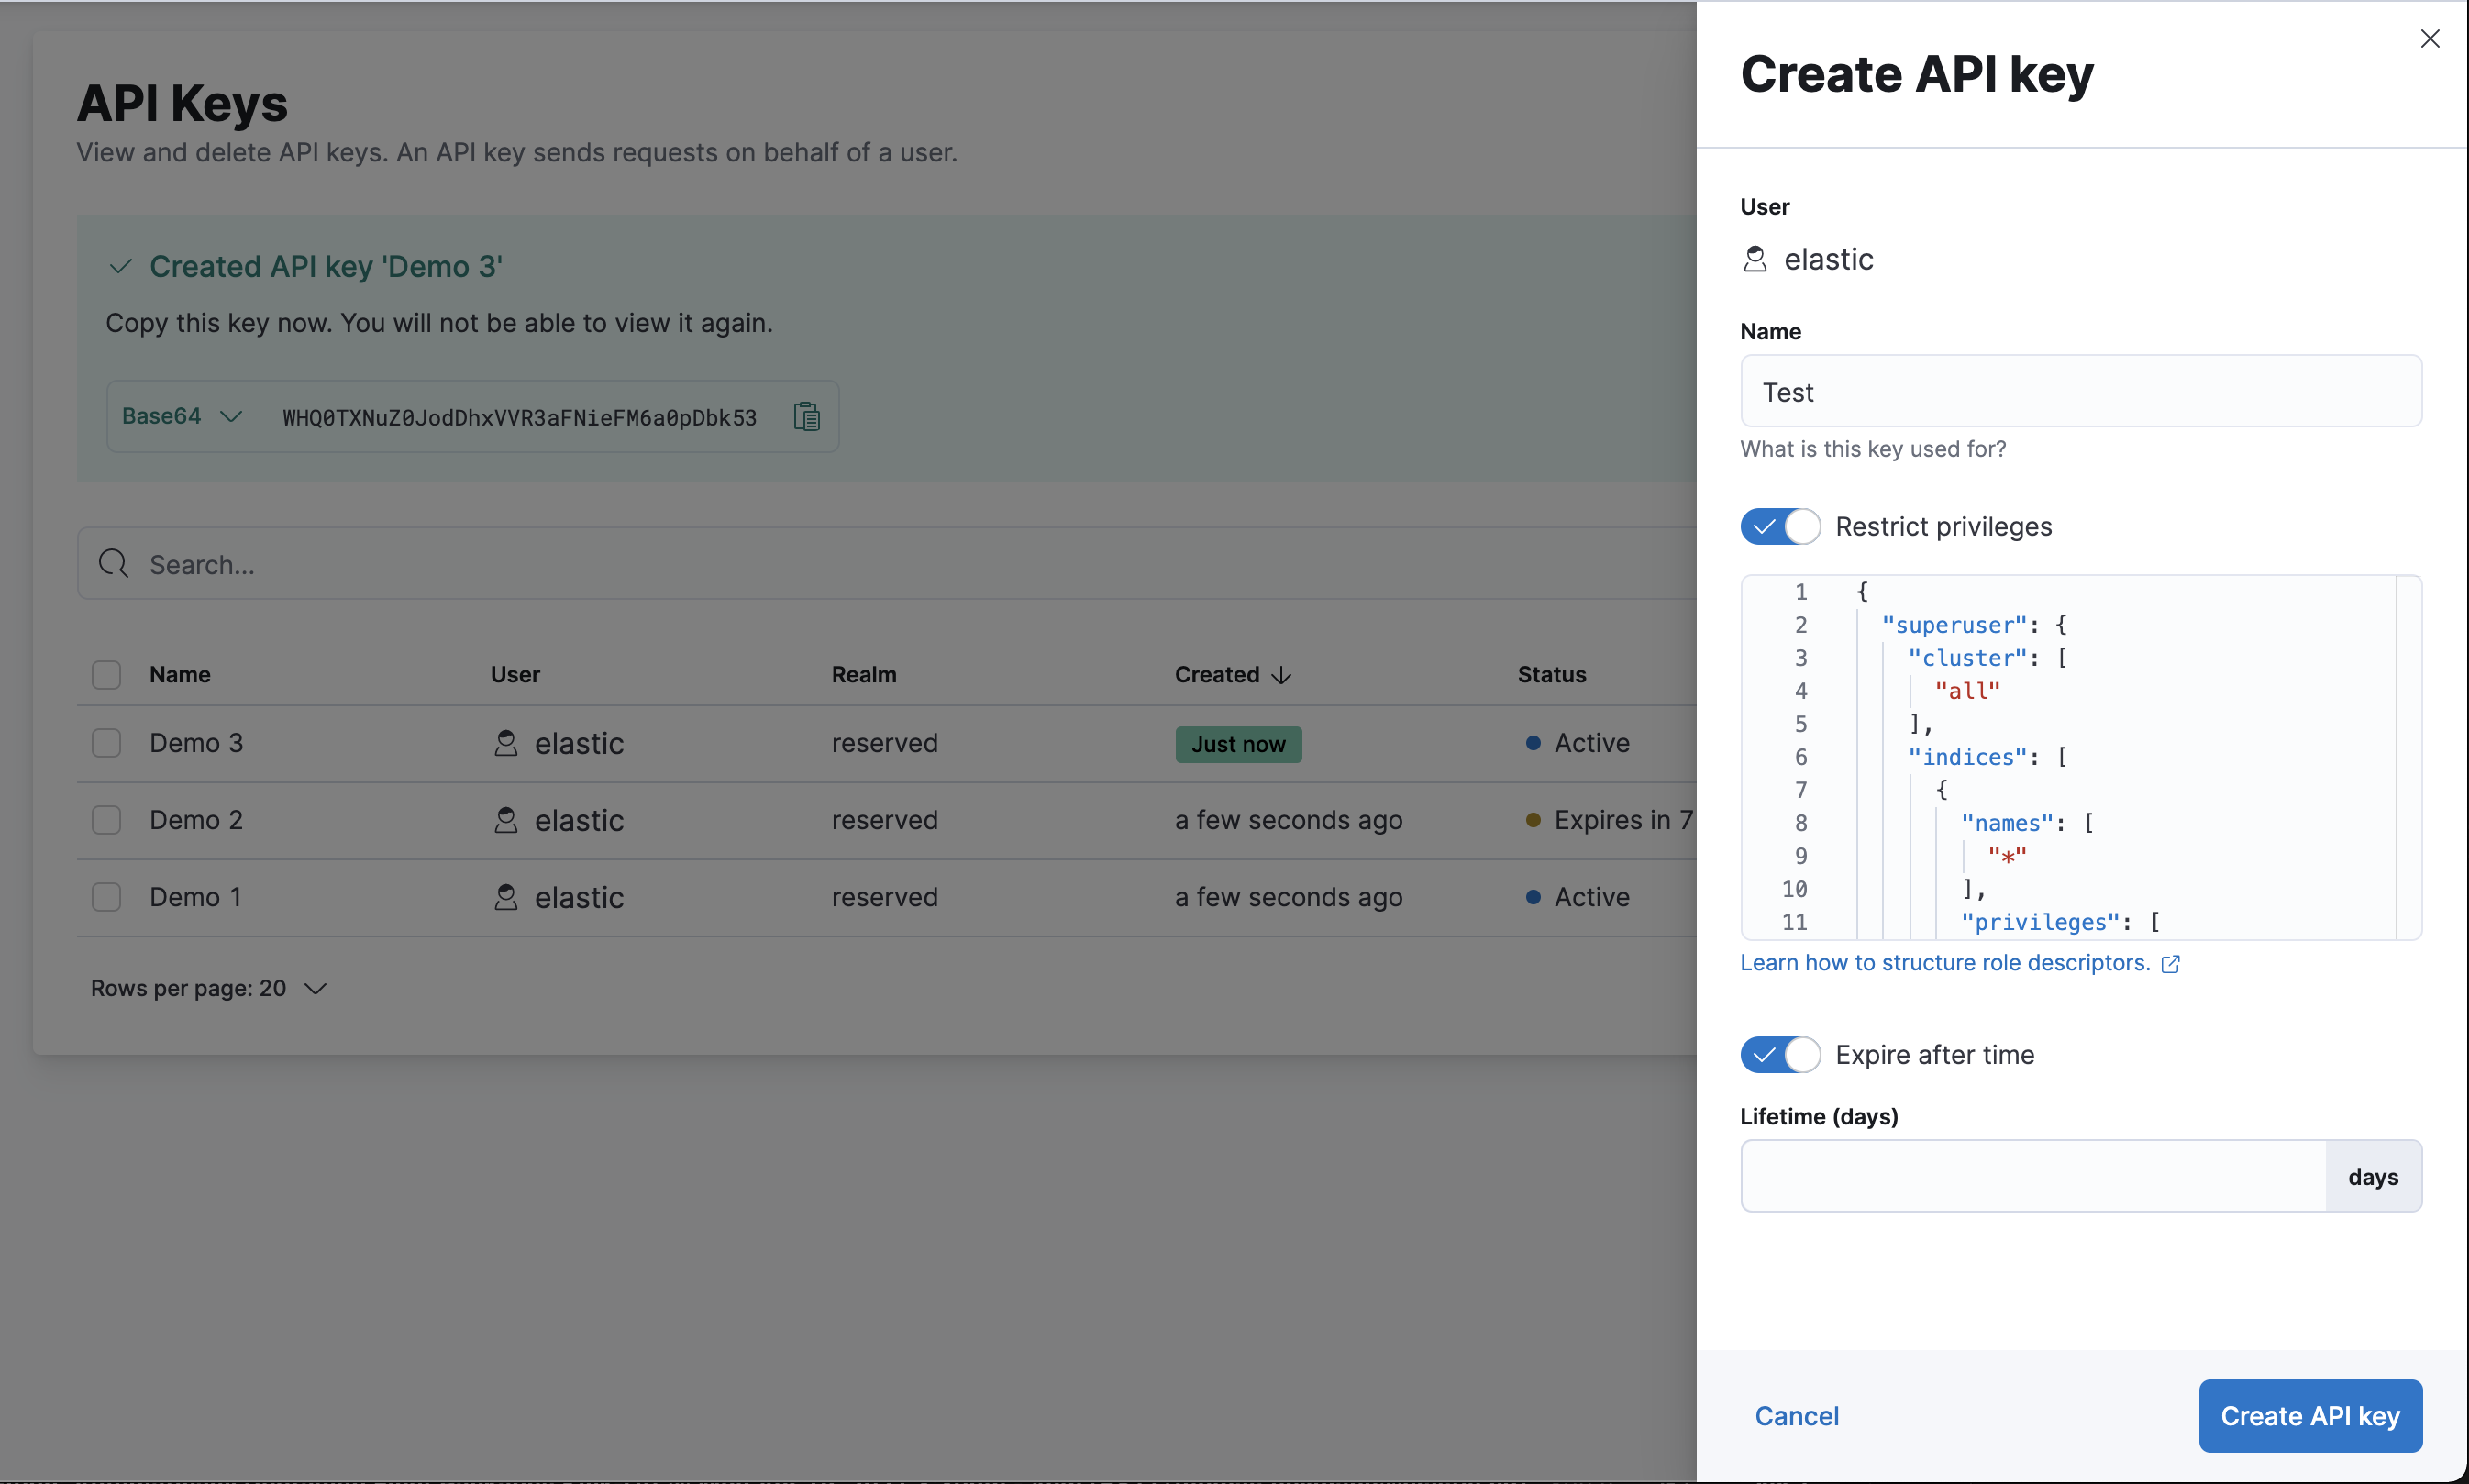 API Keys
View and delete API keys. An API key sends requests on behalf of a user.
Created API key 'Demo 3'
Copy this key now. You will not be able to view it again.
Base64 WHQ0TXNuZ0JodDhxVVR3aFNieFM6a0pDbk53
Search...
Name User Realm Created Status
Demo 3 elastic reserved Just now Active
Demo 2 elastic reserved a few seconds ago Expires in 7
Demo 1 elastic reserved a few seconds ago Active
Rows per page: 20
Create API key
User
elastic
Name
Test
What is this key used for?
Restrict privileges
1 {
2 "superuser": {
3 "cluster": [
4 "all"
5 ],
6 "indices": [
7 {
8 "names": [
9 "*"
10 ],
11 "privileges": [
Learn how to structure role descriptors.
Expire after time
Lifetime (days)
days
Cancel
Create API key